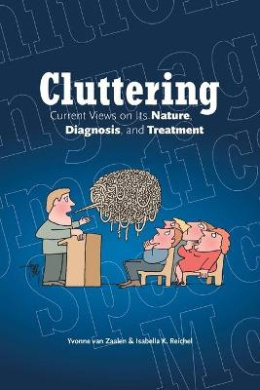 Cluttering
Current Views on Its Nature,
Diagnosis, and Treatment
Yvonne van Zaalen & Isabella K. Reichel